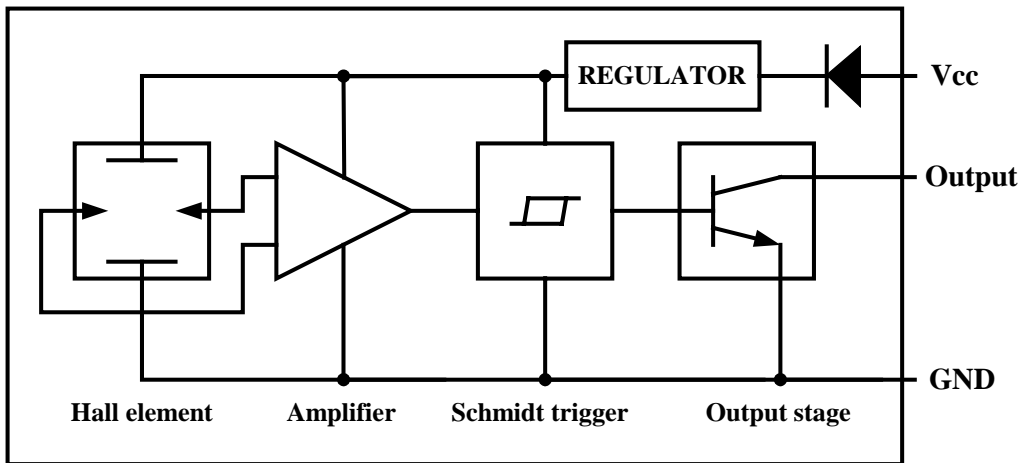 REGULATOR
Vcc
Output
GND
Hall element
Amplifier
Schmidt trigger
Output stage